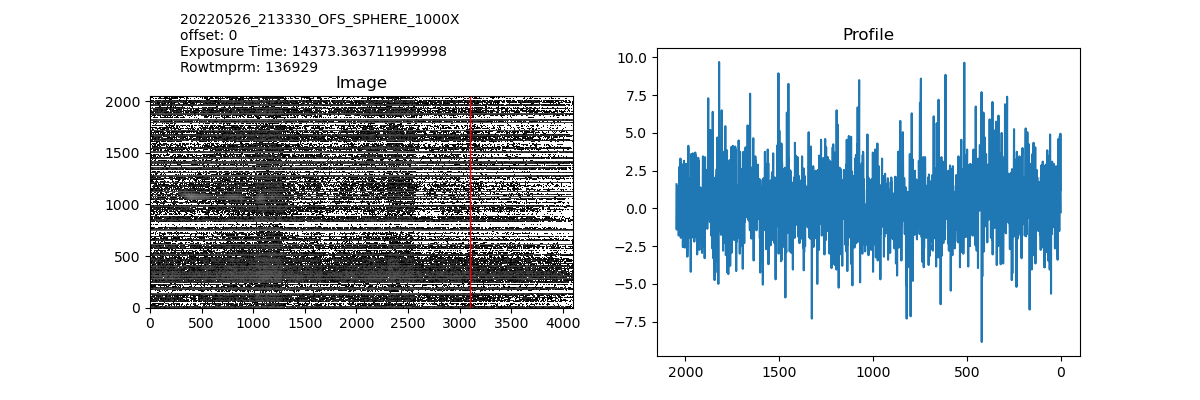 20220526_213330_OFS_SPHERE_1000X
offset: 0
Exposure Time: 14373.363711999998
Rowtmprm: 136929
Image
2000
1500
1000
500
0
0 500 1000 1500 2000 2500 3000 3500 4000
Profile
10.0
7.5
5.0
2.5
0.0
−2.5
−5.0
−7.5
2000 1500 1000 500 0